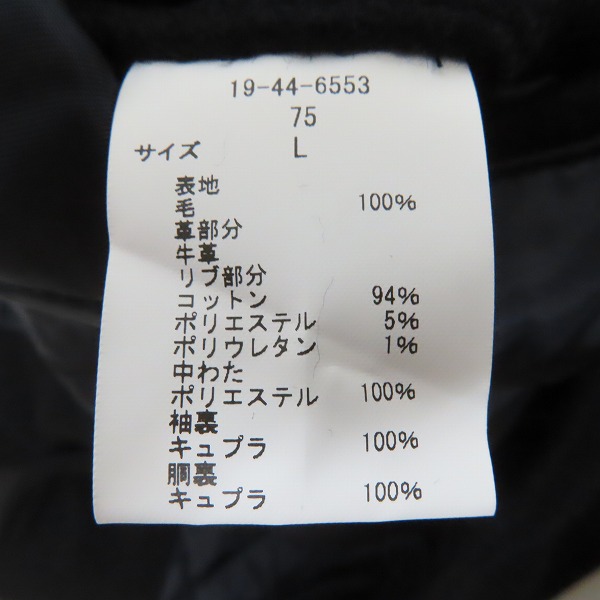 19-44-6553
75
サイズ L
表地
毛 100%
革部分
牛革
リブ部分
コットン 94%
ポリエステル 5%
ポリウレタン 1%
中わた
ポリエステル 100%
袖裏
キュプラ 100%
胴裏
キュプラ 100%